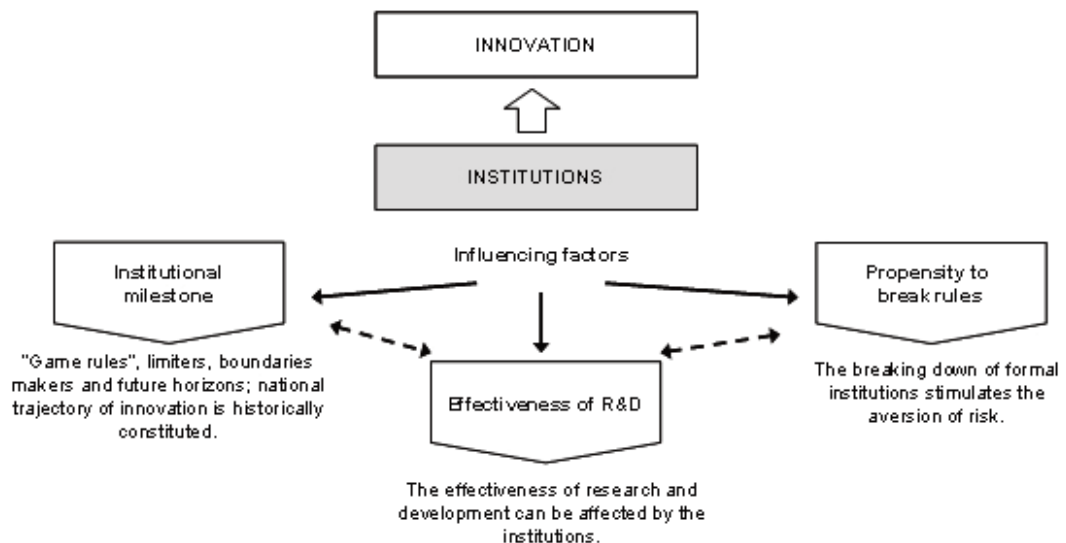 INNOVATION
INSTITUTIONS
Influencing factors
Institutional
milestone
Propensity to
break rules
"Game rules", limiters, boundaries
makers and future horizons; national
trajectory of innovation is historically
constituted.
Effectiveness of R&D
The breaking down of formal
institutions stimulates the
aversion of risk.
The effectiveness of research and
development can be affected by the
institutions.